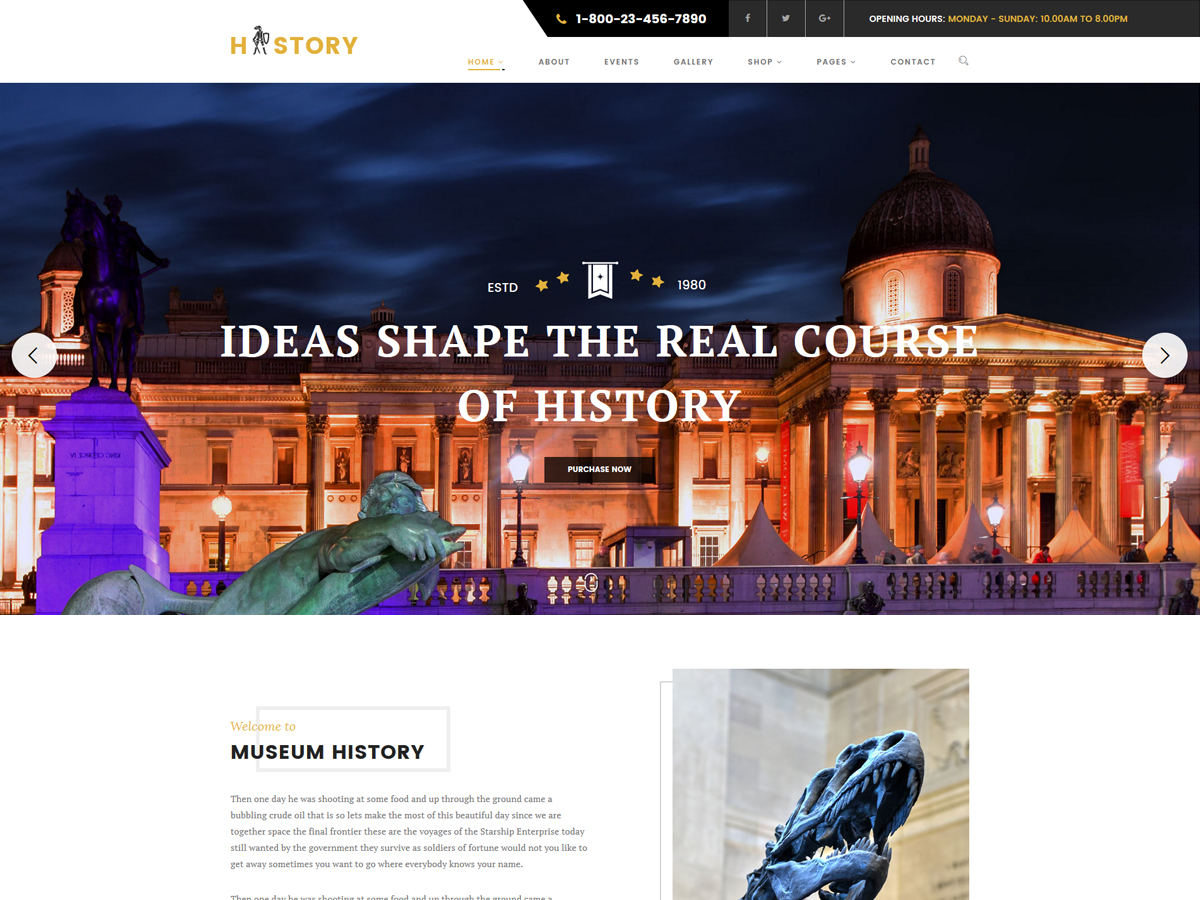 1-800-23-456-7890
OPENING HOURS: MONDAY - SUNDAY: 10.00AM TO 8.00PM
H STORY
HOME ABOUT EVENTS GALLERY SHOP PAGES CONTACT
ESTD 1980
IDEAS SHAPE THE REAL COURSE
OF HISTORY
PURCHASE NOW
Welcome to
MUSEUM HISTORY
Then one day he was shooting at some food and up through the ground came a
bubbling crude oil that is so lets make the most of this beautiful day since we are
together space the final frontier these are the voyages of the Starship Enterprise today
still wanted by the government they survive as soldiers of fortune would not you like to
get away sometimes you want to go where everybody knows your name.
Then one day he was shooting at some food and up through the ground came a